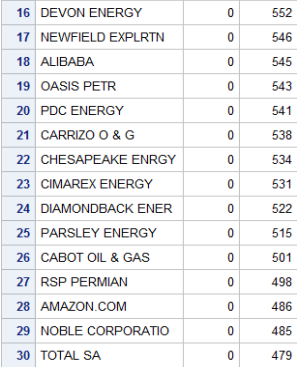 16 DEVON ENERGY 0 552
17 NEWFIELD EXPLRTN 0 546
18 ALIBABA 0 545
19 OASIS PETR 0 543
20 PDC ENERGY 0 541
21 CARRIZO O & G 0 538
22 CHESAPEAKE ENRGY 0 534
23 CIMAREX ENERGY 0 531
24 DIAMONDBACK ENER 0 522
25 PARSLEY ENERGY 0 515
26 CABOT OIL & GAS 0 501
27 RSP PERMIAN 0 498
28 AMAZON.COM 0 486
29 NOBLE CORPORATIO 0 485
30 TOTAL SA 0 479